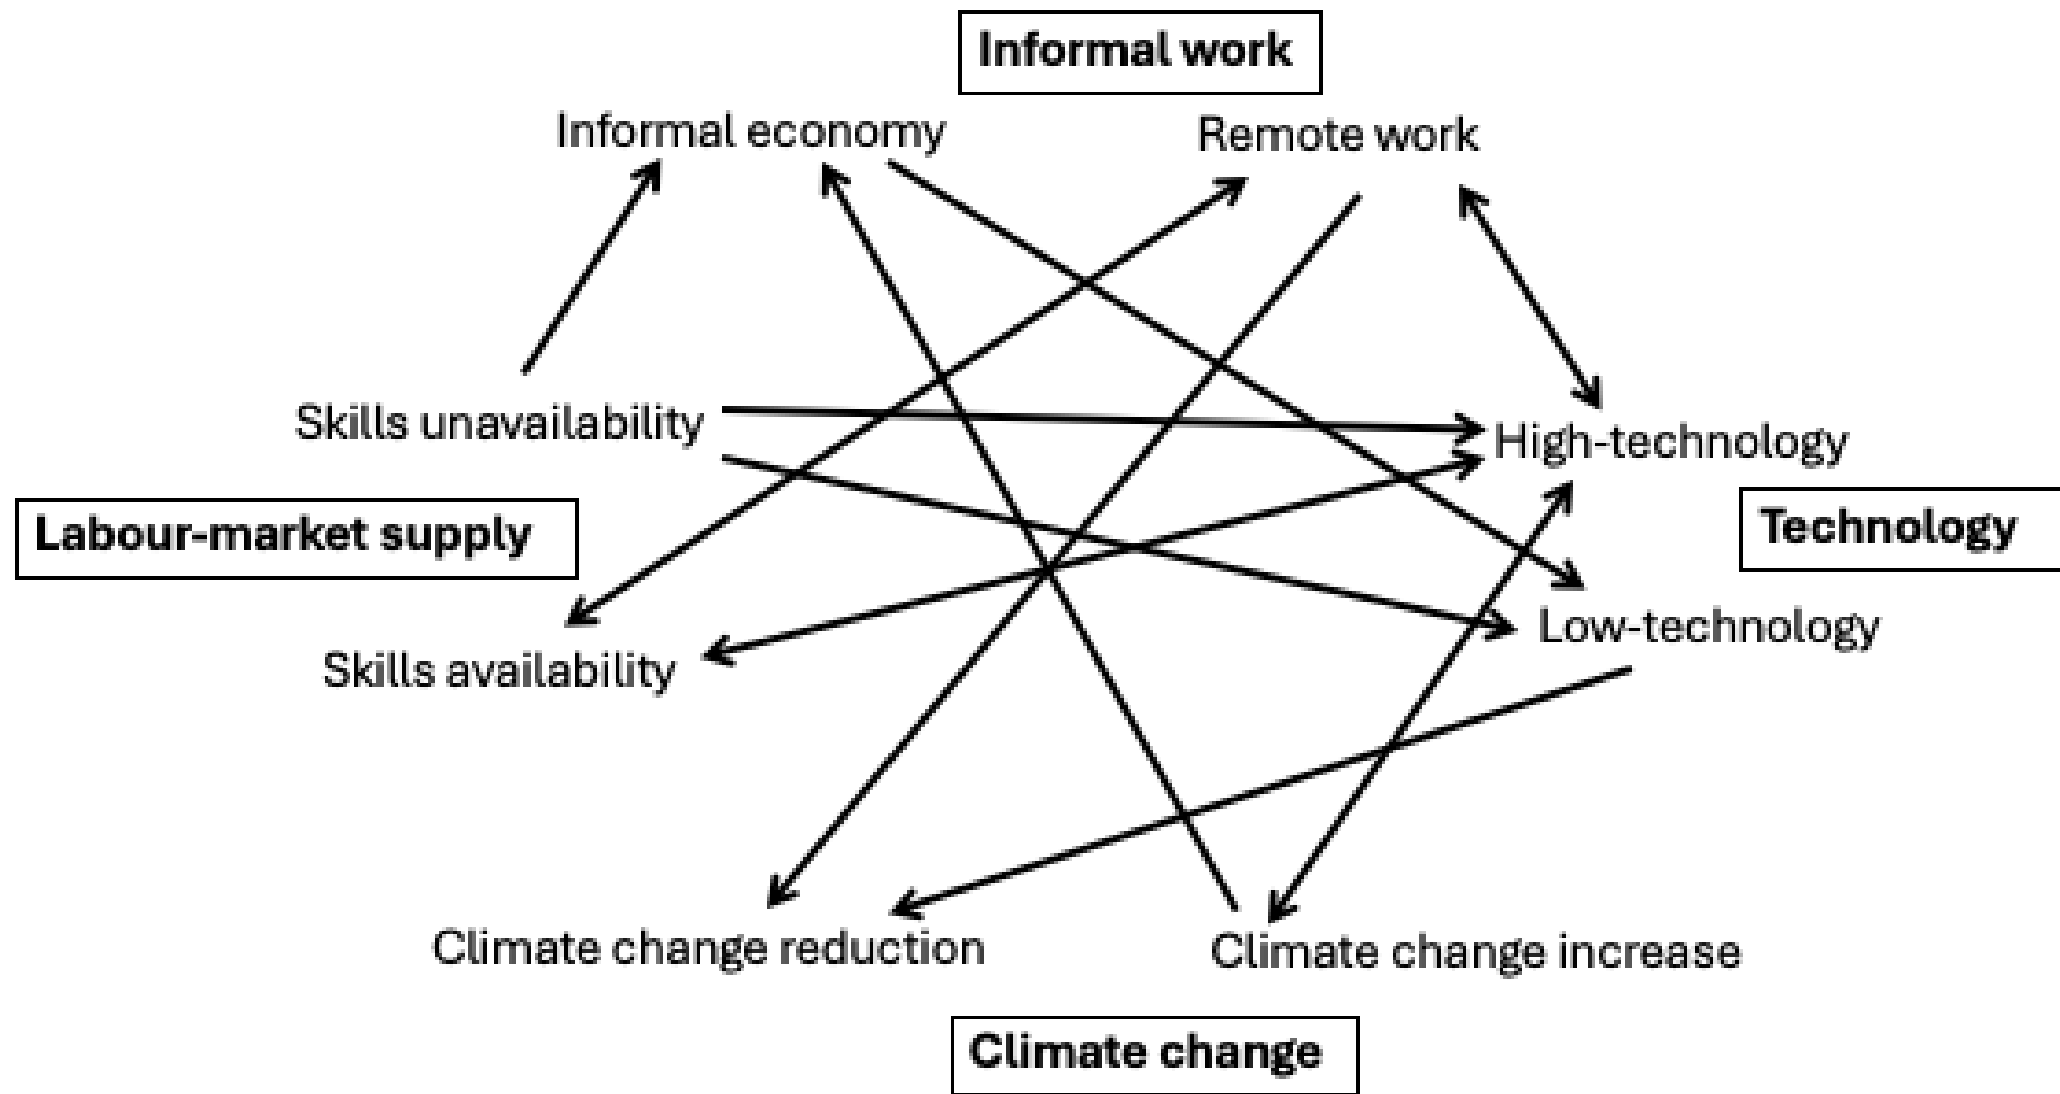 Informal work
Informal economy
Remote work
Skills unavailability
High-technology
Labour-market supply
Technology
Low-technology
Skills availability
Climate change reduction
Climate change increase
Climate change